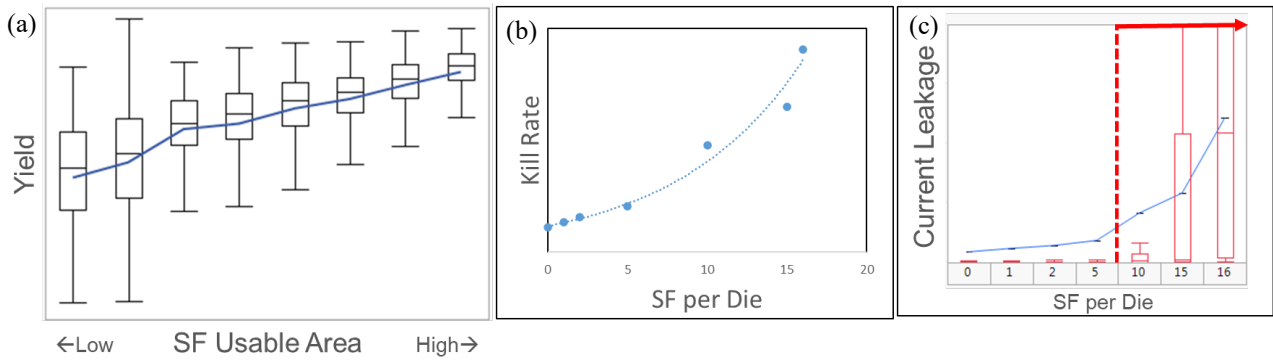 (a)
Yield
←Low SF Usable Area High→
(b)
Kill Rate
0 5 10 15 20
SF per Die
(c)
Current Leakage
0 1 2 5 10 15 16
SF per Die